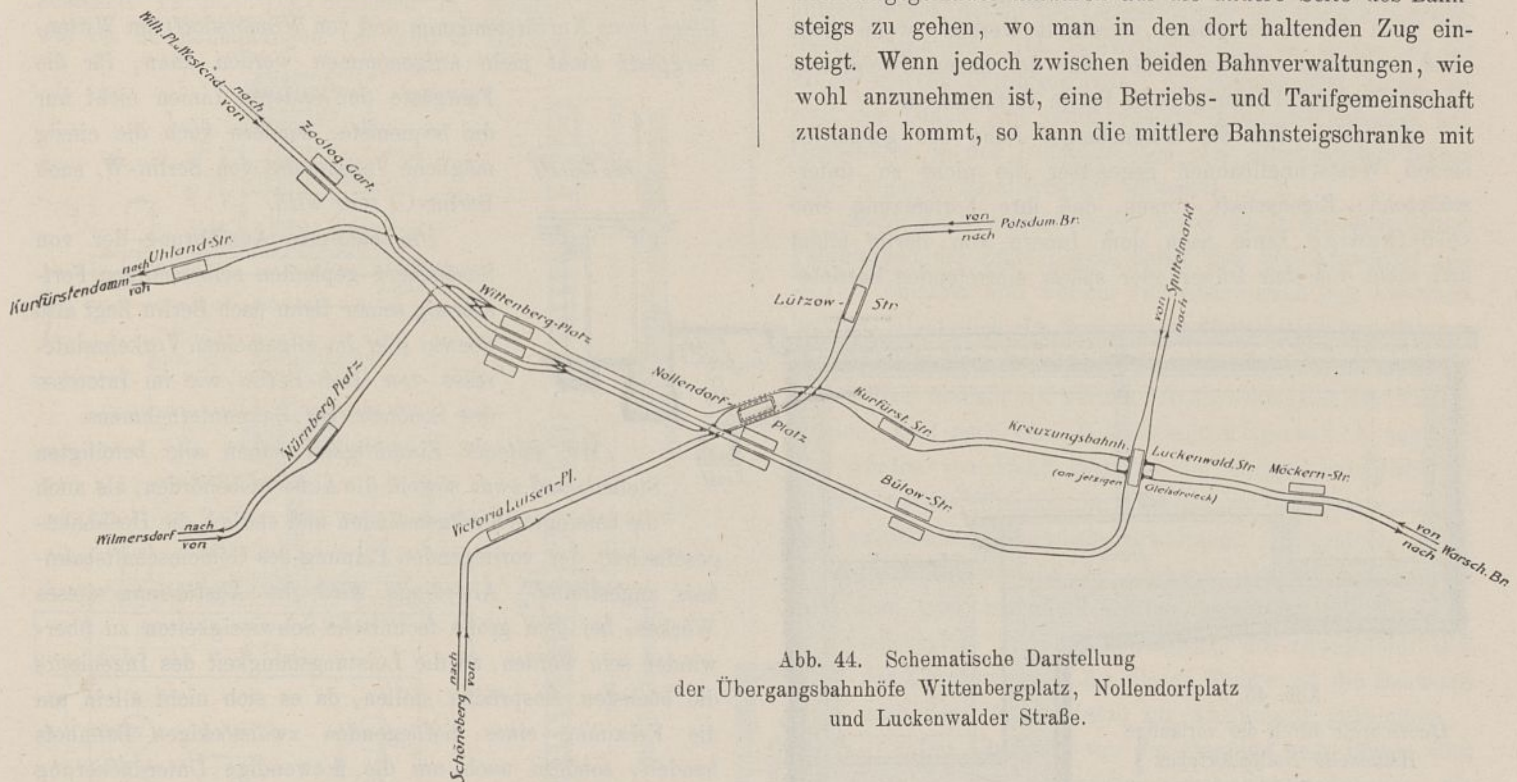 steigs zu gehen, wo man in den dort haltenden Zug ein-
steigt. Wenn jedoch zwischen beiden Bahnverwaltungen, wie
wohl anzunehmen ist, eine Betriebs- und Tarifgemeinschaft
zustande kommt, so kann die mittlere Bahnsteigschranke mit
Wilh. Pl. u. Westend
nach
von
Zoolog. Gart.
Uhland-Str.
nach
von
Kurfürstendamm
Wittenberg-Platz
Nürnberg. Platz
Wilmersdorf
nach
von
von
nach
Potsdam. Br.
Lützow-
Str
Nollendorf-
Platz
Kurfürst. Str.
von
nach
Spittelmarkt
Kreuzungsbahnh.
(am jetzigen
Gleisdreieck)
Luckenwald. Str
Möckern-Str.
Bülow-Str.
von
nach
Warsch. Br.
Victoria Luisen-Pl.
Schöneberg
nach
von
Abb. 44. Schematische Darstellung
der Übergangsbahnhöfe Wittenbergplatz, Nollendorfplatz
und Luckenwalder Straße.